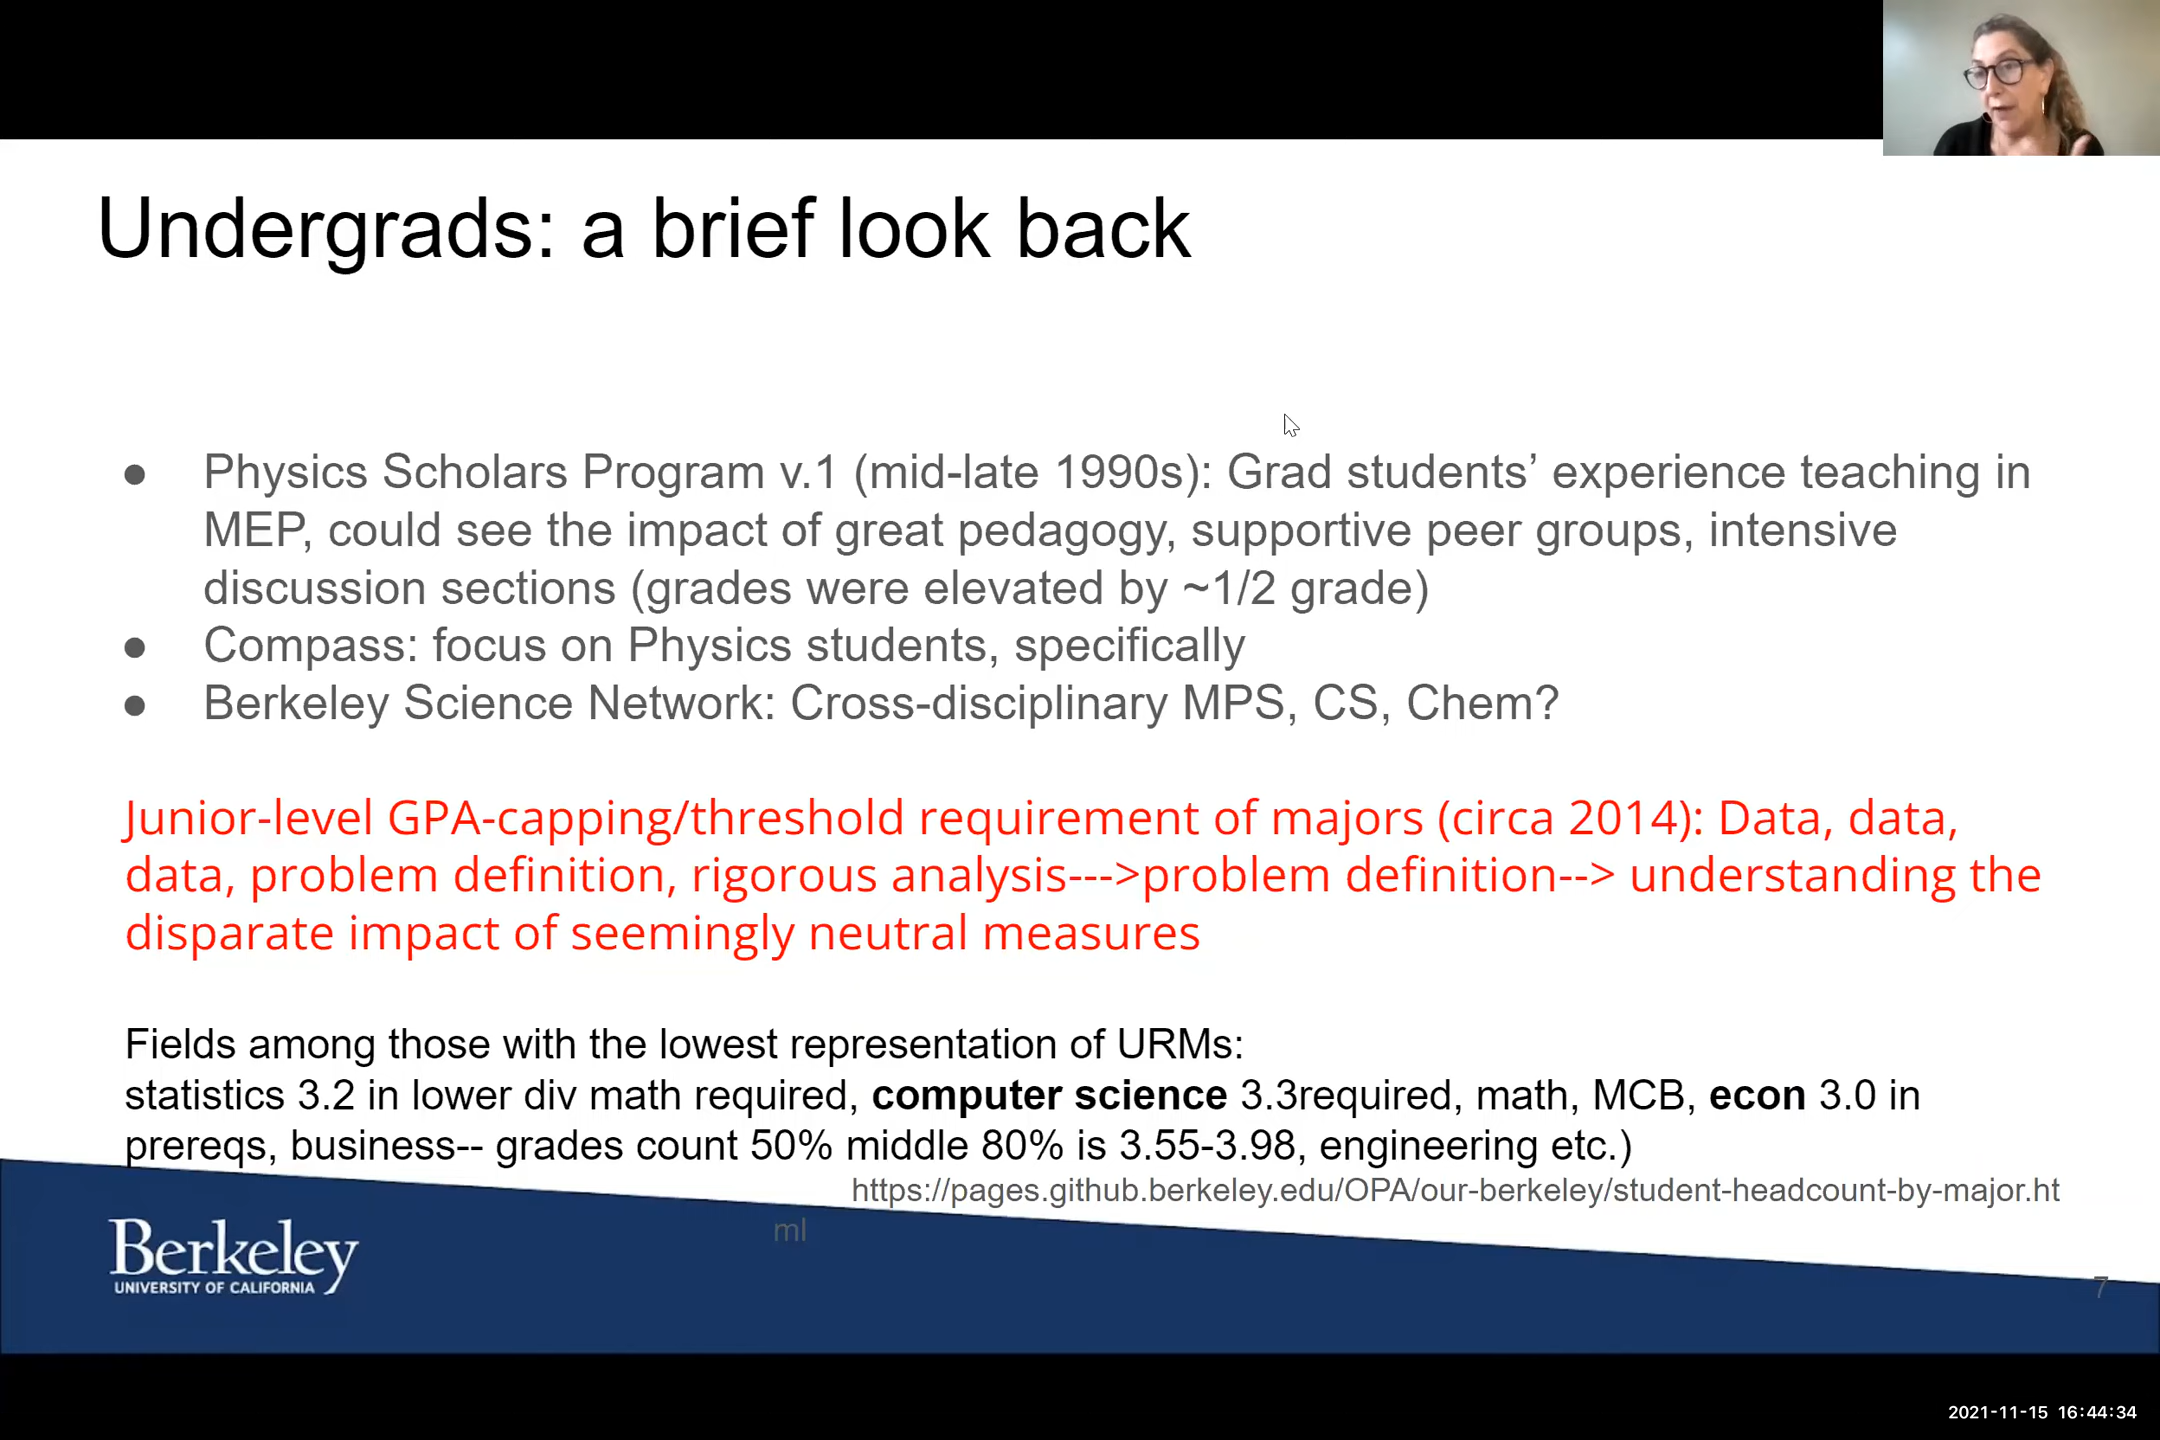 Undergrads: a brief look back
● Physics Scholars Program v.1 (mid-late 1990s): Grad students’ experience teaching in
MEP, could see the impact of great pedagogy, supportive peer groups, intensive
discussion sections (grades were elevated by ~1/2 grade)
● Compass: focus on Physics students, specifically
● Berkeley Science Network: Cross-disciplinary MPS, CS, Chem?
Junior-level GPA-capping/threshold requirement of majors (circa 2014): Data, data,
data, problem definition, rigorous analysis--->problem definition--> understanding the
disparate impact of seemingly neutral measures
Fields among those with the lowest representation of URMs:
statistics 3.2 in lower div math required, computer science 3.3required, math, MCB, econ 3.0 in
prereqs, business-- grades count 50% middle 80% is 3.55-3.98, engineering etc.)
https://pages.github.berkeley.edu/OPA/our-berkeley/student-headcount-by-major.ht
ml
Berkeley
UNIVERSITY OF CALIFORNIA
7
2021-11-15 16:44:34